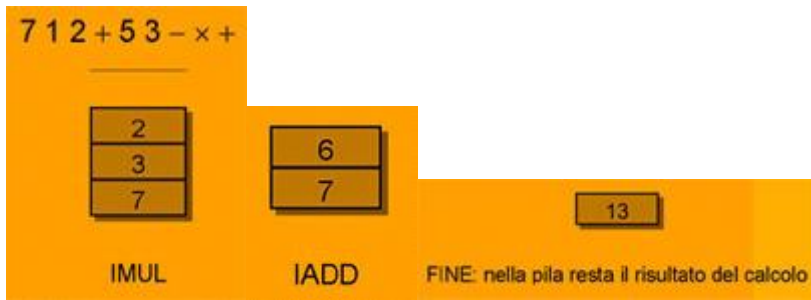 7 1 2 + 5 3 − × +
2
3
7
IMUL
6
7
IADD
13
FINE: nella pila resta il risultato del calcolo